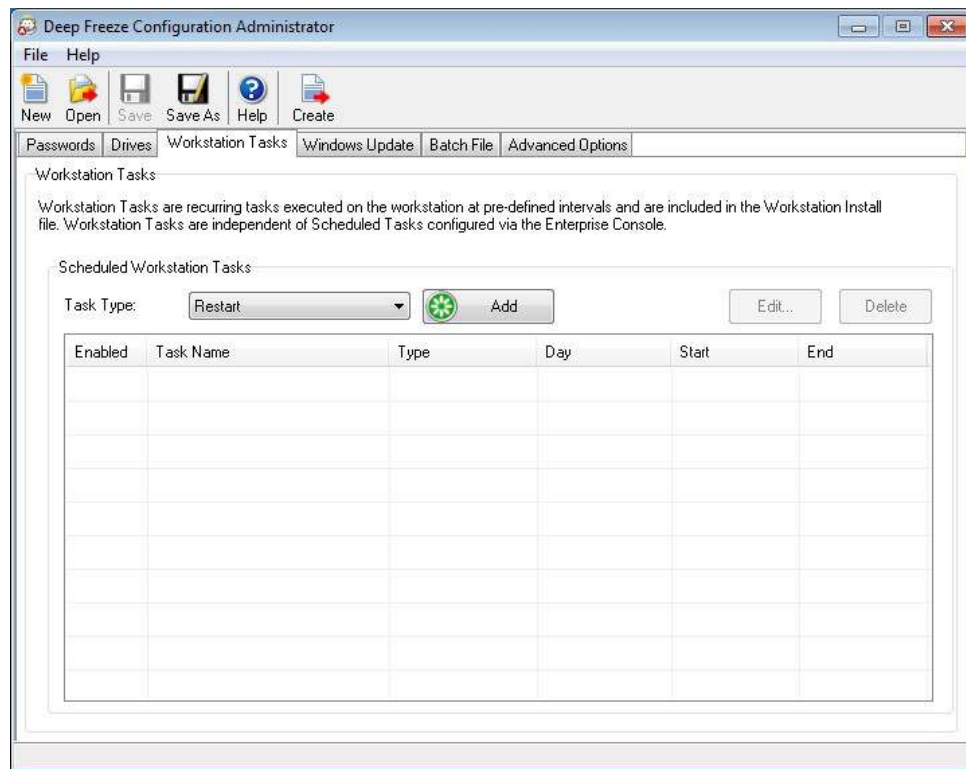 Deep Freeze Configuration Administrator
File Help
New Open Save Save As Help Create
Passwords Drives Workstation Tasks Windows Update Batch File Advanced Options
Workstation Tasks
Workstation Tasks are recurring tasks executed on the workstation at pre-defined intervals and are included in the Workstation Install
file. Workstation Tasks are independent of Scheduled Tasks configured via the Enterprise Console.
Scheduled Workstation Tasks
Task Type: Restart Add Edit... Delete
Enabled Task Name Type Day Start End